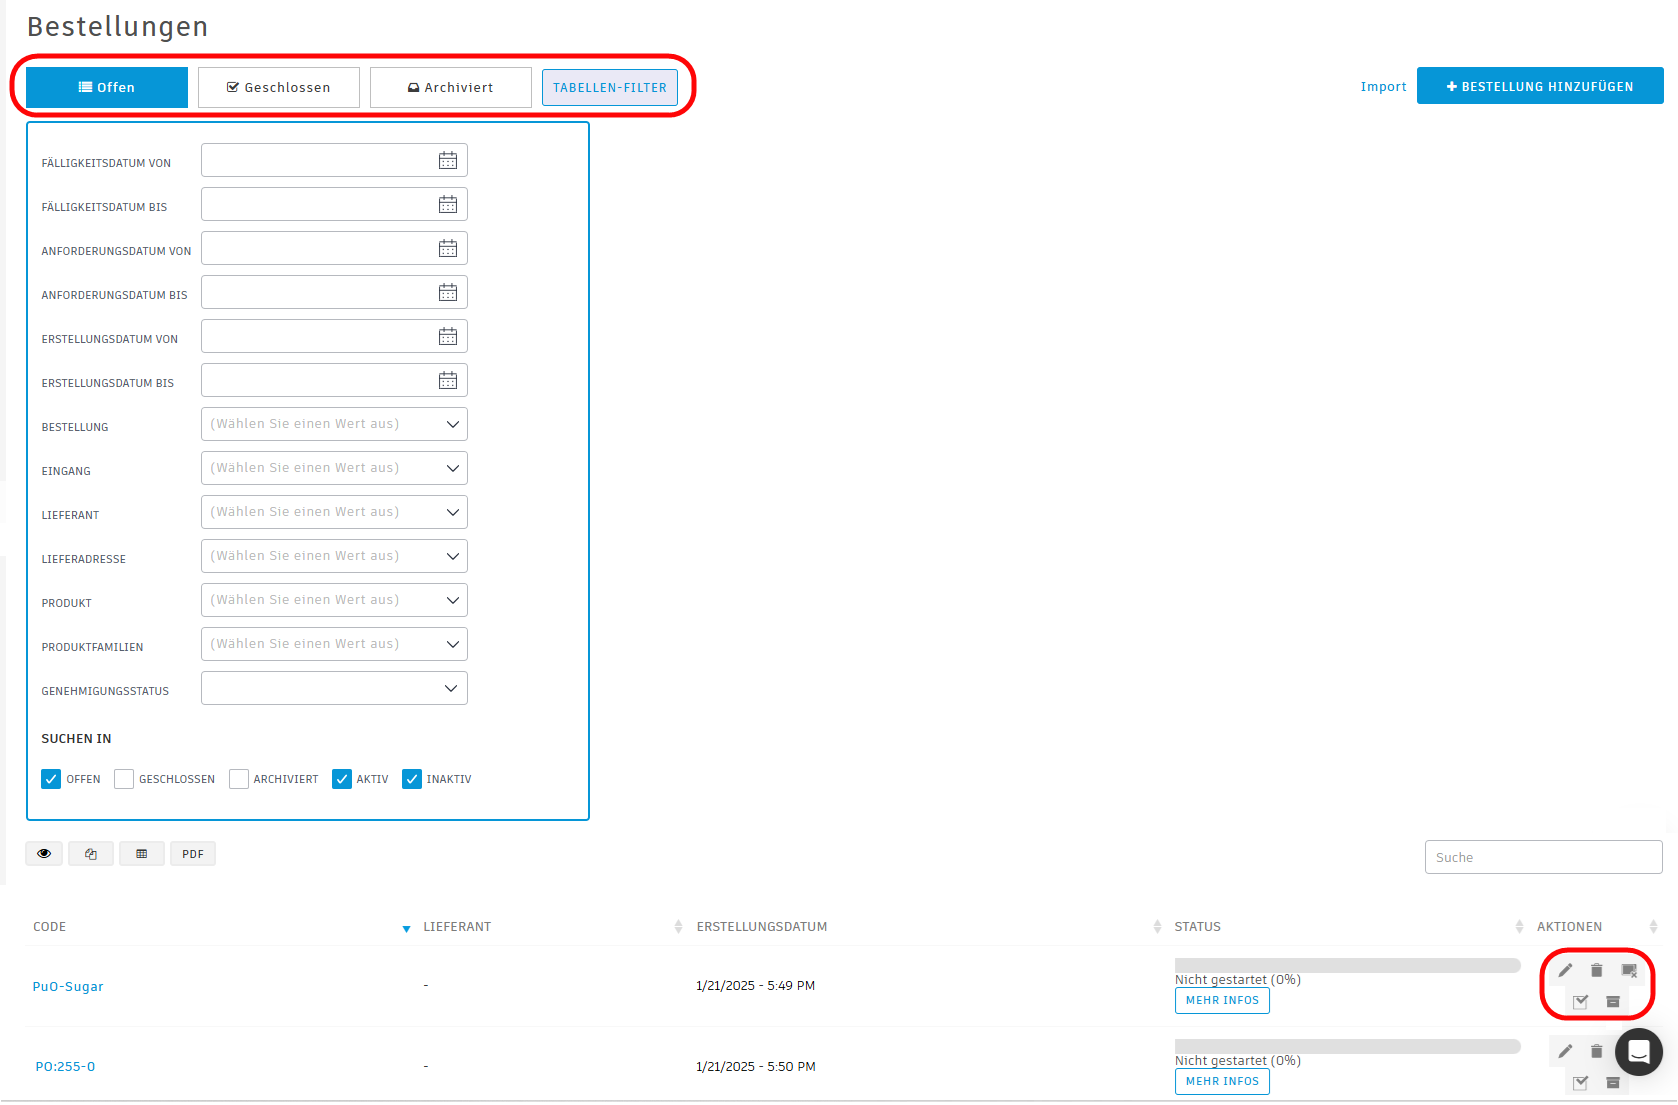 Bestellungen
Offen
Geschlossen
Archiviert
TABELLEN-FILTER
Import
BESTELLUNG HINZUFÜGEN
FÄLLIGKEITSDATUM VON
FÄLLIGKEITSDATUM BIS
ANFORDERUNGSDATUM VON
ANFORDERUNGSDATUM BIS
ERSTELLUNGSDATUM VON
ERSTELLUNGSDATUM BIS
BESTELLUNG (Wählen Sie einen Wert aus)
EINGANG (Wählen Sie einen Wert aus)
LIEFERANT (Wählen Sie einen Wert aus)
LIEFERADRESSE (Wählen Sie einen Wert aus)
PRODUKT (Wählen Sie einen Wert aus)
PRODUKTFAMILIEN (Wählen Sie einen Wert aus)
GENEHMIGUNGSSTATUS
SUCHEN IN
OFFEN GESCHLOSSEN ARCHIVIERT AKTIV INAKTIV
PDF
Suche
CODE LIEFERANT ERSTELLUNGSDATUM STATUS AKTIONEN
PuO-Sugar - 1/21/2025 - 5:49 PM
Nicht gestartet (0%)
MEHR INFOS
PO:255-0 - 1/21/2025 - 5:50 PM
Nicht gestartet (0%)
MEHR INFOS